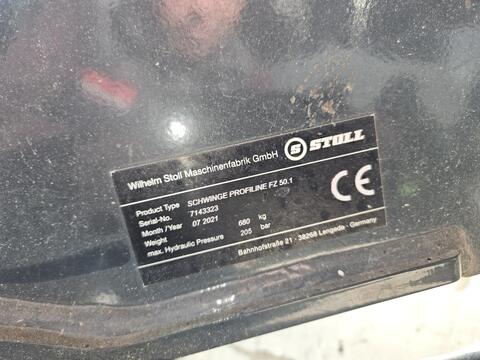 Wilhelm Stoll Maschinenfabrik GmbH S STOLL
Product Type SCHWINGE PROFILINE FZ 50.1
Serial-No. 7143323
Month / Year 07 2021
Weight 680 kg
max. Hydraulic Pressure 205 bar
CE
Bahnhofstraße 21 - 38268 Lengede - Germany